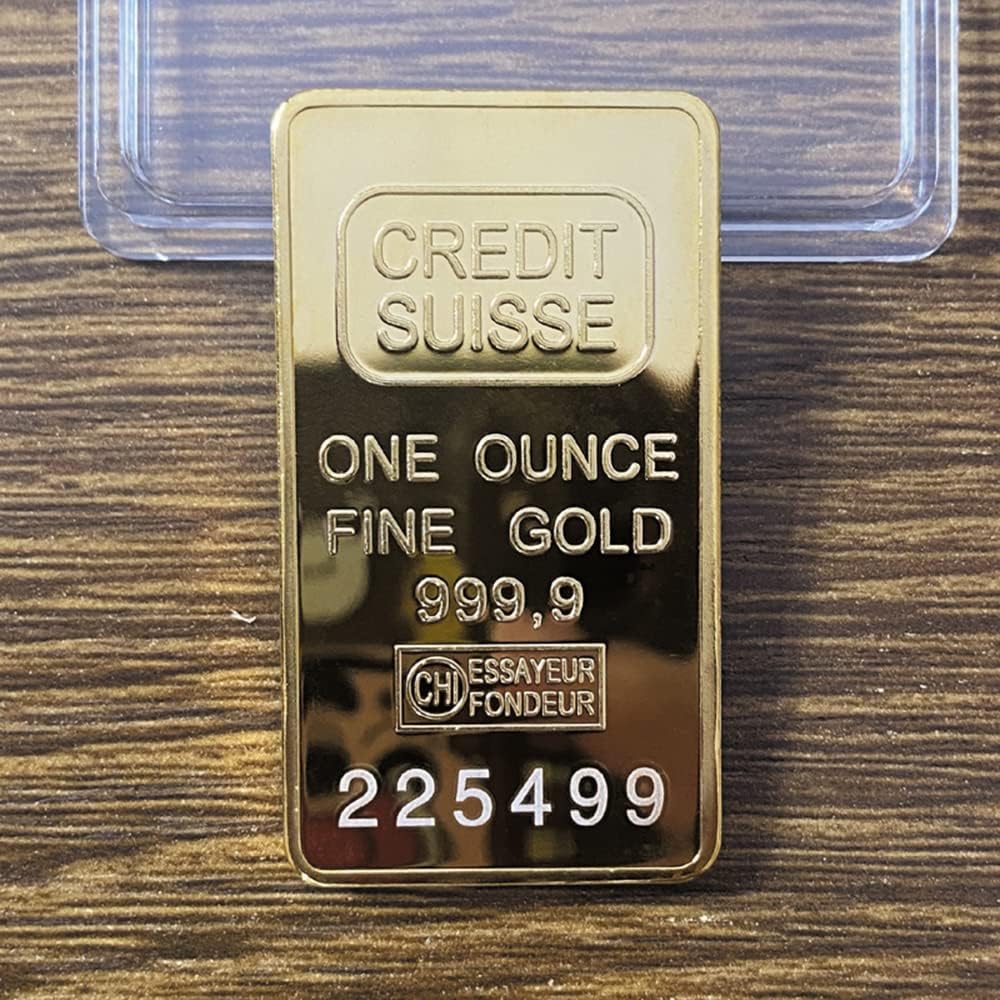 CREDIT
SUISSE
ONE OUNCE
FINE GOLD
999,9
CHI ESSAYEUR
FONDEUR
225499